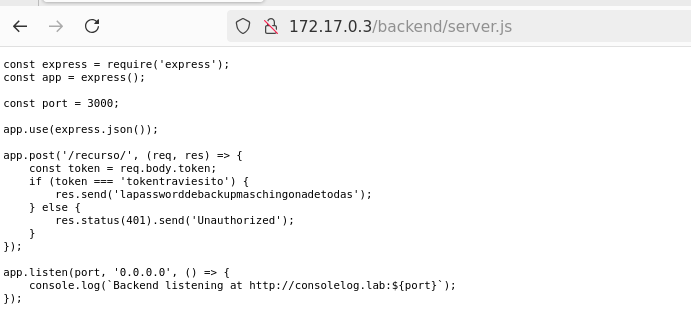 172.17.0.3/backend/server.js
const express = require('express');
const app = express();
const port = 3000;
app.use(express.json());
app.post('/recurso/', (req, res) => {
    const token = req.body.token;
    if (token === 'tokentraviesito') {
        res.send('lapassworddebackupmaschingonadetodas');
    } else {
        res.status(401).send('Unauthorized');
    }
});
app.listen(port, '0.0.0.0', () => {
    console.log(`Backend listening at http://consolelog.lab:${port}`);
});